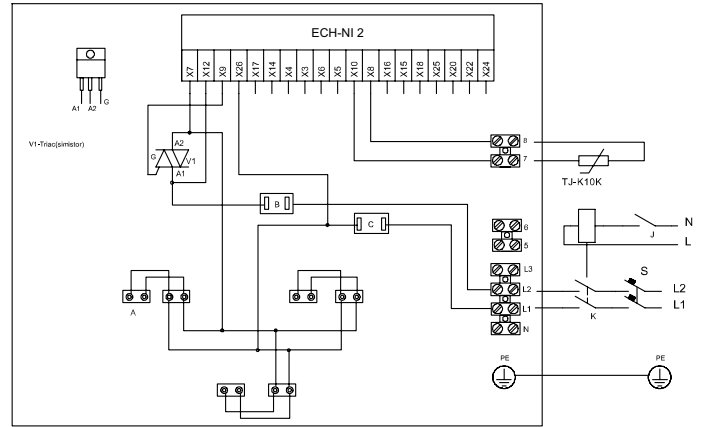 ECH-NI 2
X7 X12 X9 X26 X17 X14 X4 X3 X6 X5 X10 X8 X16 X15 X18 X25 X20 X22 X24
A1 A2 G
V1-Triac(simistor)
A2
G V1
A1
8
7
TJ-K10K
B
C
6
5
N
J
L
L3
S
L2 L2
L1 L1
K
N
A
PE PE